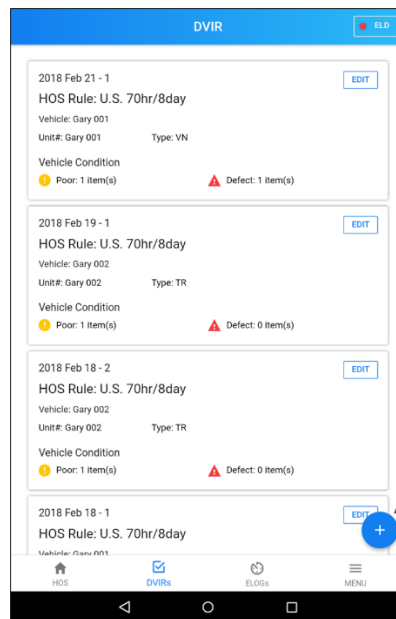 DVIR
ELD
2018 Feb 21 - 1
EDIT
HOS Rule: U.S. 70hr/8day
Vehicle: Gary 001
Unit#: Gary 001 Type: VN
Vehicle Condition
Poor: 1 item(s) Defect: 1 item(s)
2018 Feb 19 - 1
EDIT
HOS Rule: U.S. 70hr/8day
Vehicle: Gary 002
Unit#: Gary 002 Type: TR
Vehicle Condition
Poor: 1 item(s) Defect: 0 item(s)
2018 Feb 18 - 2
EDIT
HOS Rule: U.S. 70hr/8day
Vehicle: Gary 002
Unit#: Gary 002 Type: TR
Vehicle Condition
Poor: 1 item(s) Defect: 0 item(s)
2018 Feb 18 - 1
EDIT
HOS Rule: U.S. 70hr/8day
Vehicle: Gary 001
HOS DVIRs ELOGs MENU